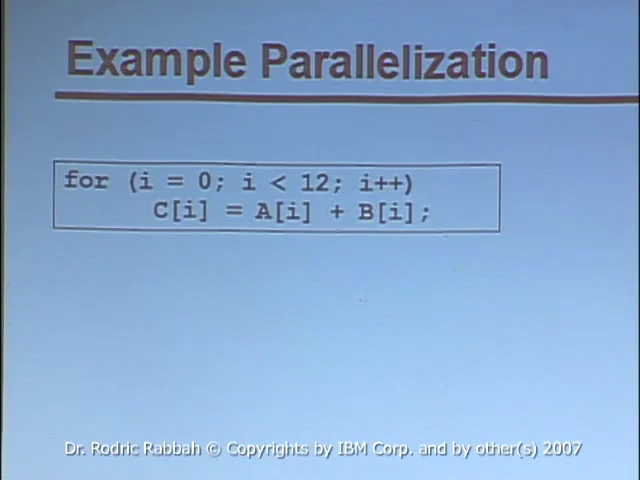 Example Parallelization
for (i = 0; i < 12; i++)
C[i] = A[i] + B[i];
Dr. Rodric Rabbah © Copyrights by IBM Corp. and by other(s) 2007